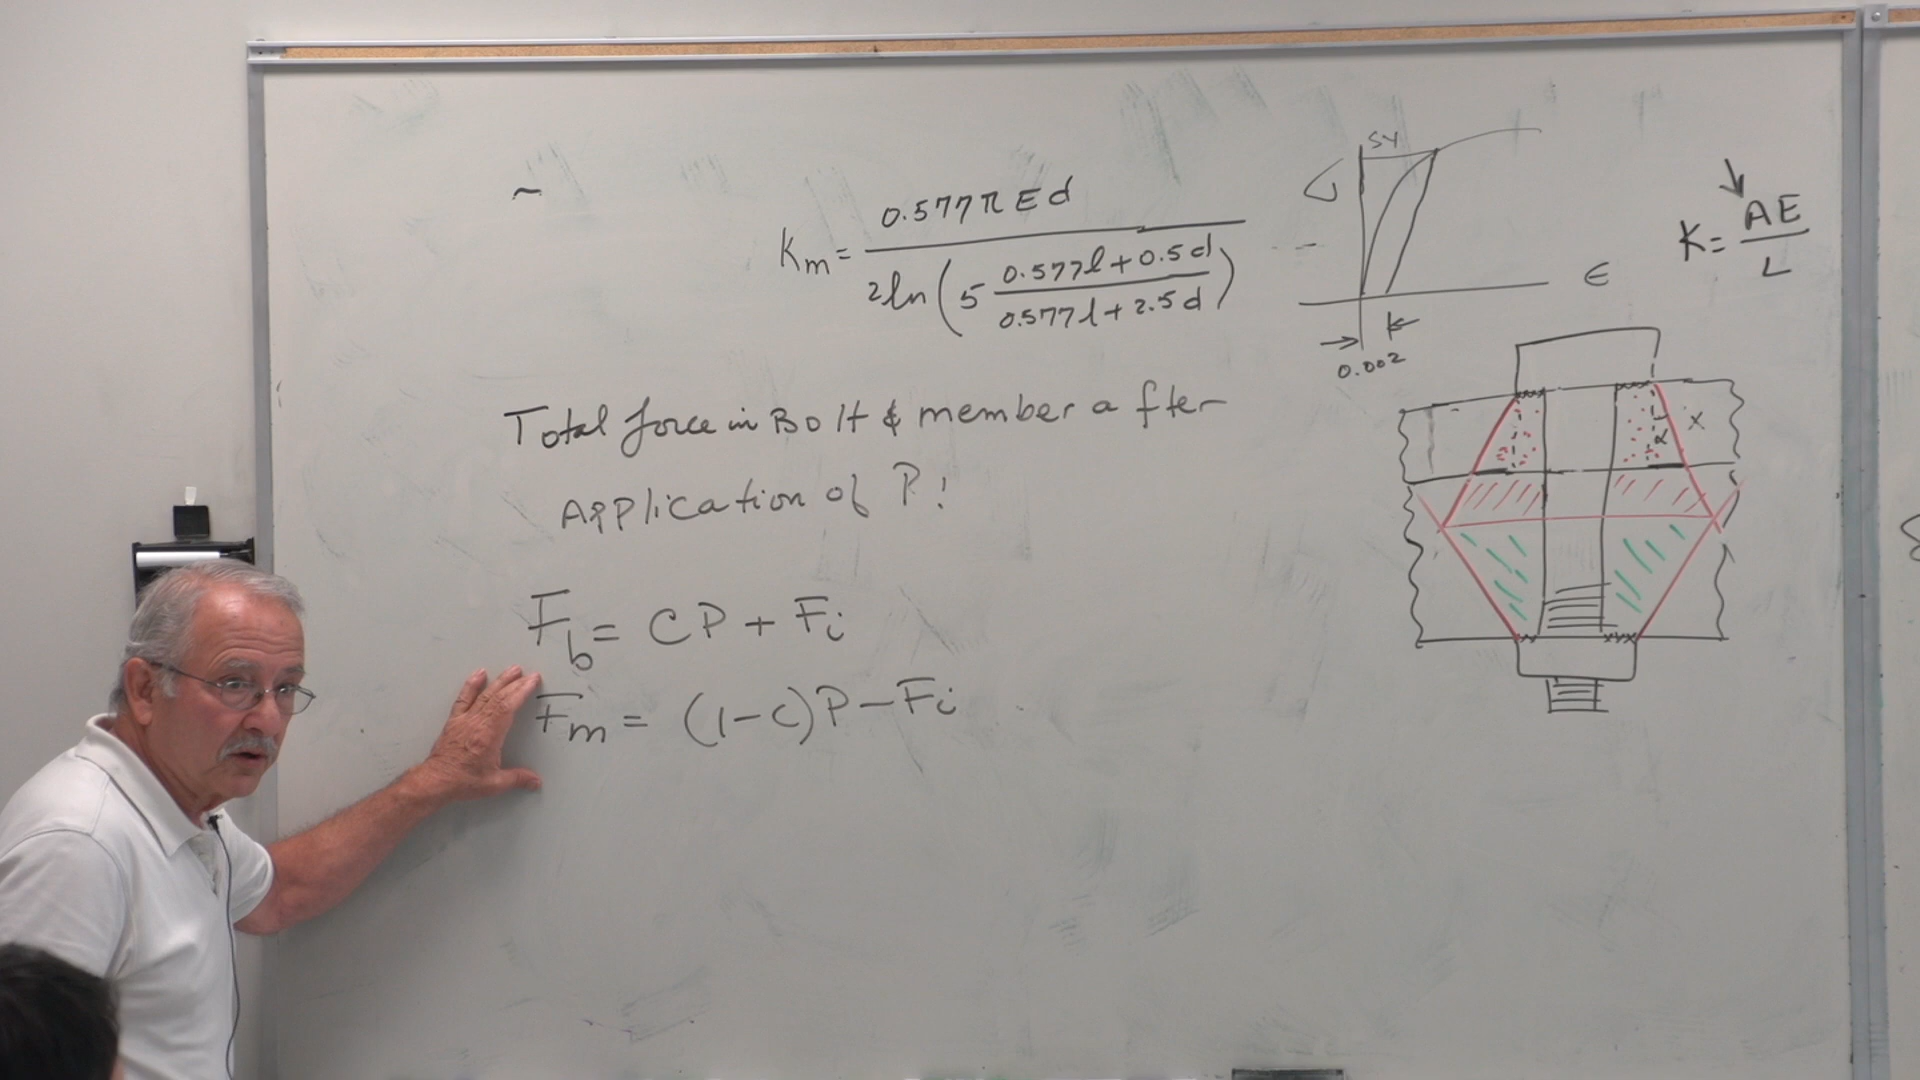 ~
Km = 0.577πEd / 2ln(5 (0.577l+0.5d / 0.577l+2.5d))
Total force in Bolt & member after
Application of P!
Fb = CP + Fi
Fm = (1-C)P-Fi
Sy
σ
ϵ
0.002
K = AE / L
α
x